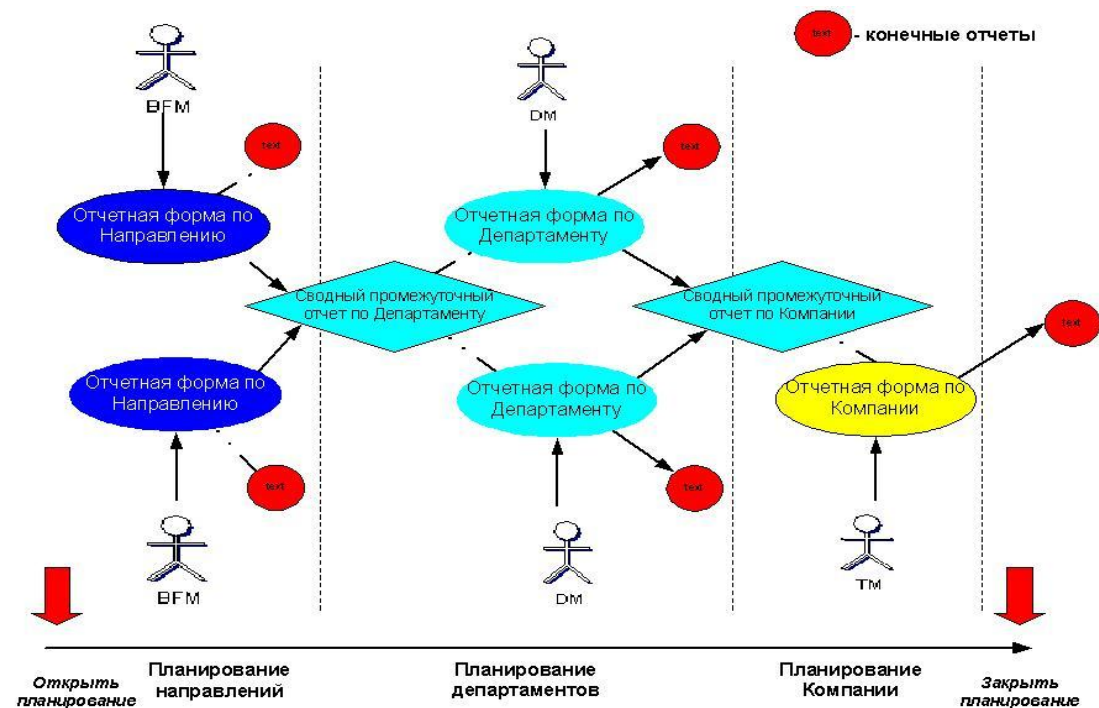 text
- конечные отчеты
BFM
DM
text
text
Отчетная форма по
Направлению
Отчетная форма по
Департаменту
Сводный промежуточный
отчет по Департаменту
Сводный промежуточный
отчет по Компании
text
Отчетная форма по
Направлению
Отчетная форма по
Департаменту
Отчетная форма по
Компании
text
text
BFM
DM
TM
Открыть
планирование
Планирование
направлений
Планирование
департаментов
Планирование
Компании
Закрыть
планирование